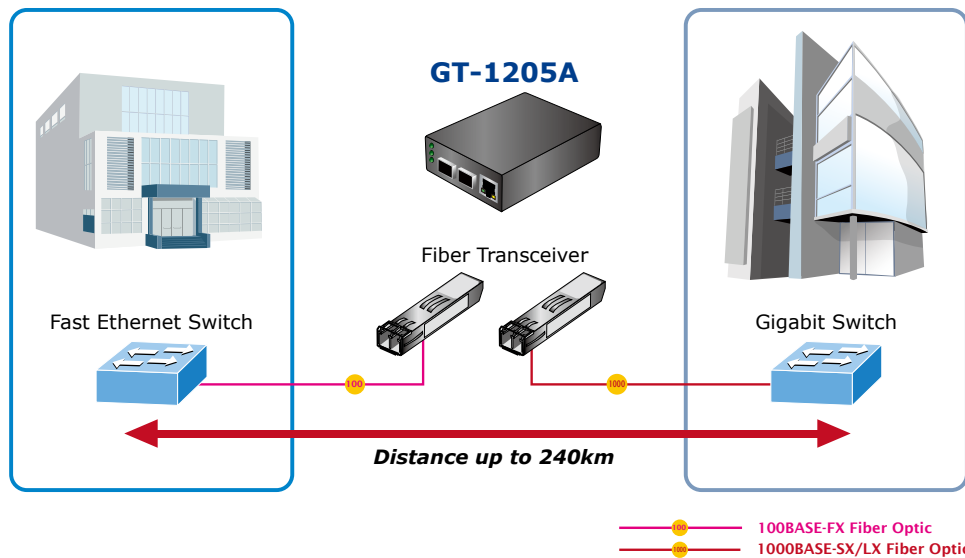 GT-1205A
Fiber Transceiver
Fast Ethernet Switch
Gigabit Switch
100
1000
Distance up to 240km
100
100BASE-FX Fiber Optic
1000
1000BASE-SX/LX Fiber Optic